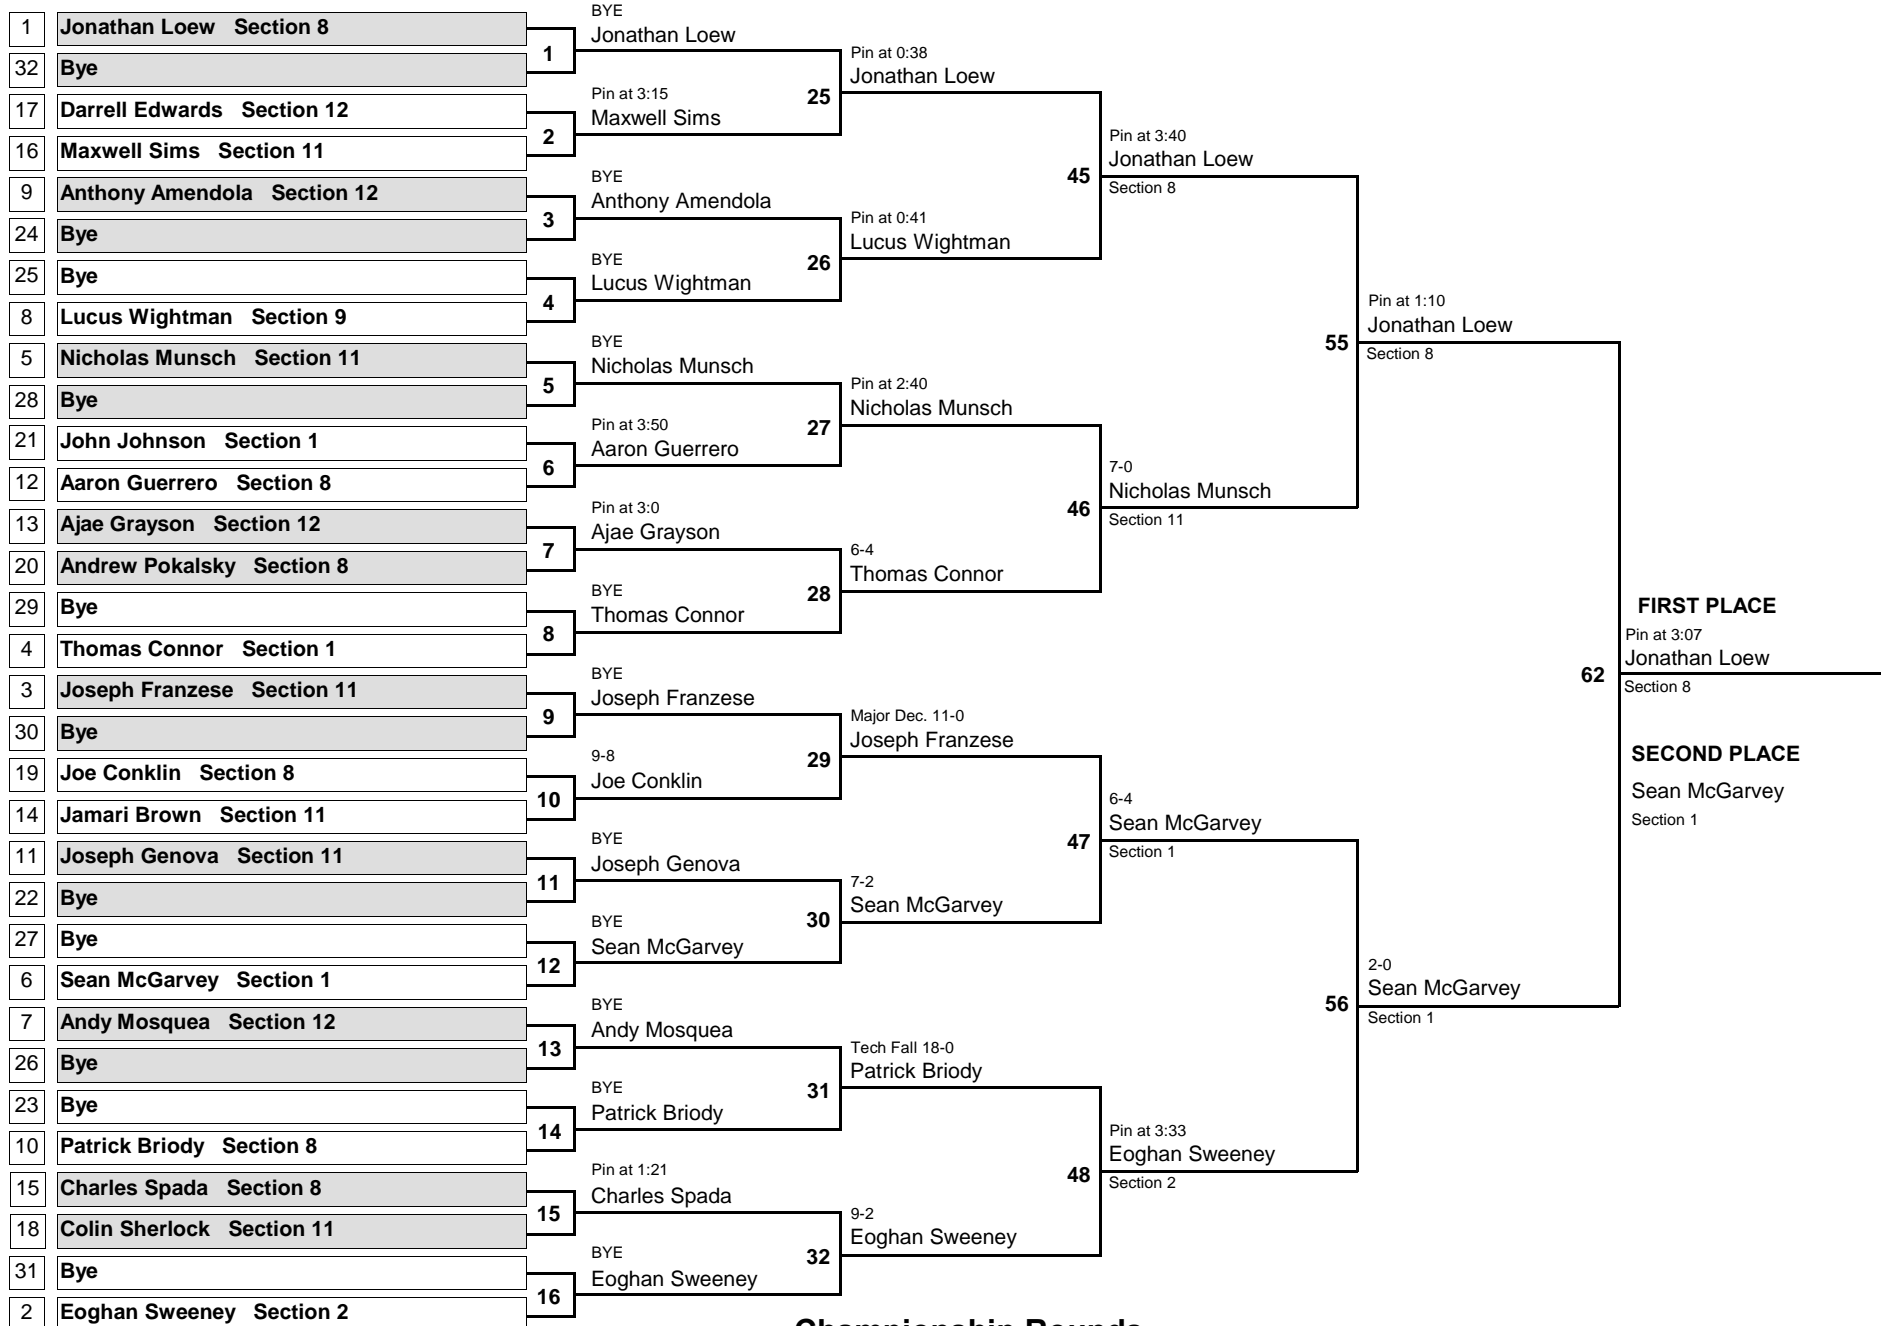 1 Jonathan Loew Section 8
32 Bye
17 Darrell Edwards Section 12
16 Maxwell Sims Section 11
9 Anthony Amendola Section 12
24 Bye
25 Bye
8 Lucus Wightman Section 9
5 Nicholas Munsch Section 11
28 Bye
21 John Johnson Section 1
12 Aaron Guerrero Section 8
13 Ajae Grayson Section 12
20 Andrew Pokalsky Section 8
29 Bye
4 Thomas Connor Section 1
3 Joseph Franzese Section 11
30 Bye
19 Joe Conklin Section 8
14 Jamari Brown Section 11
11 Joseph Genova Section 11
22 Bye
27 Bye
6 Sean McGarvey Section 1
7 Andy Mosquea Section 12
26 Bye
23 Bye
10 Patrick Briody Section 8
15 Charles Spada Section 8
18 Colin Sherlock Section 11
31 Bye
2 Eoghan Sweeney Section 2
1
2
3
4
5
6
7
8
9
10
11
12
13
14
15
16
BYE
Jonathan Loew
Pin at 3:15
Maxwell Sims
BYE
Anthony Amendola
BYE
Lucus Wightman
BYE
Nicholas Munsch
Pin at 3:50
Aaron Guerrero
Pin at 3:0
Ajae Grayson
BYE
Thomas Connor
BYE
Joseph Franzese
9-8
Joe Conklin
BYE
Joseph Genova
BYE
Sean McGarvey
BYE
Andy Mosquea
BYE
Patrick Briody
Pin at 1:21
Charles Spada
BYE
Eoghan Sweeney
25
26
27
28
29
30
31
32
Pin at 0:38
Jonathan Loew
Pin at 0:41
Lucus Wightman
Pin at 2:40
Nicholas Munsch
6-4
Thomas Connor
Major Dec. 11-0
Joseph Franzese
7-2
Sean McGarvey
Tech Fall 18-0
Patrick Briody
9-2
Eoghan Sweeney
45
46
47
48
Pin at 3:40
Jonathan Loew
Section 8
7-0
Nicholas Munsch
Section 11
6-4
Sean McGarvey
Section 1
Pin at 3:33
Eoghan Sweeney
Section 2
55
56
Pin at 1:10
Jonathan Loew
Section 8
2-0
Sean McGarvey
Section 1
62
FIRST PLACE
Pin at 3:07
Jonathan Loew
Section 8
SECOND PLACE
Sean McGarvey
Section 1
Championship Rounds